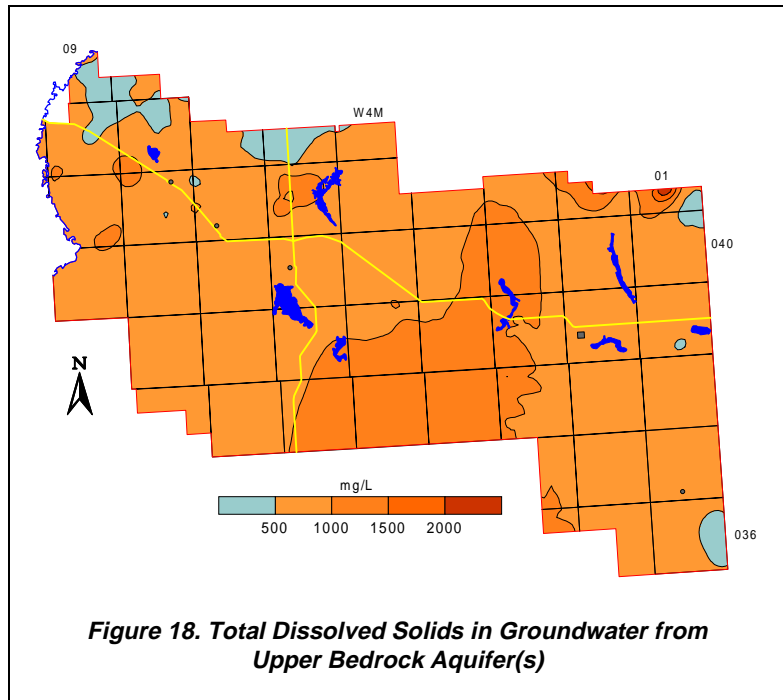 09
W4M
01
040
N
mg/L
500 1000 1500 2000
036
Figure 18. Total Dissolved Solids in Groundwater from
Upper Bedrock Aquifer(s)